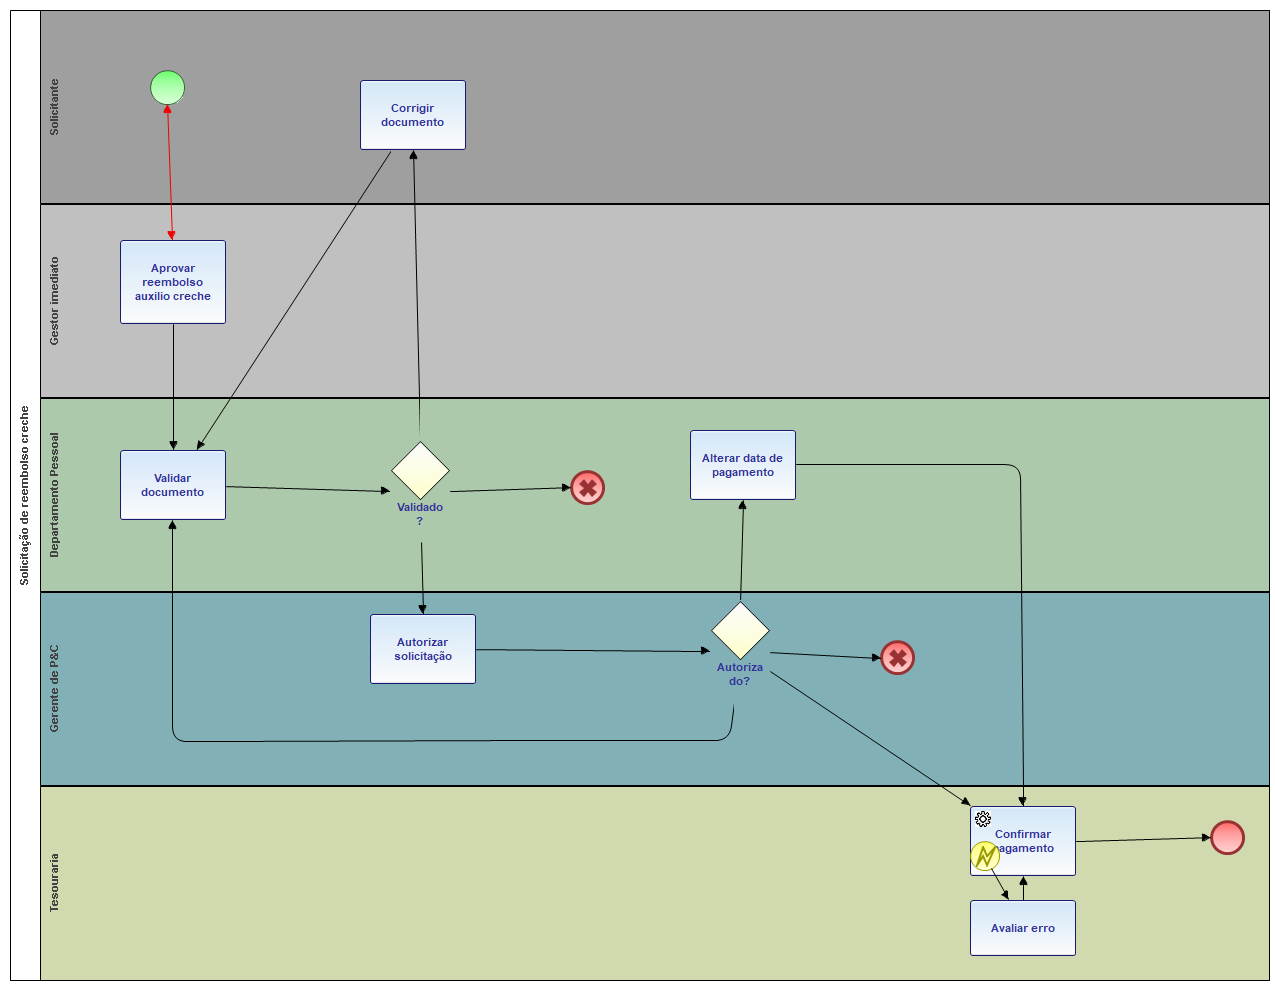 Solicitação de reembolso creche
Solicitante
Corrigir
documento
Gestor imediato
Aprovar
reembolso
auxilio creche
Departamento Pessoal
Validar
documento
Validado
?
Alterar data de
pagamento
Gerente de P&C
Autorizar
solicitação
Autoriza
do?
Tesouraria
Confirmar
agamento
Avaliar erro